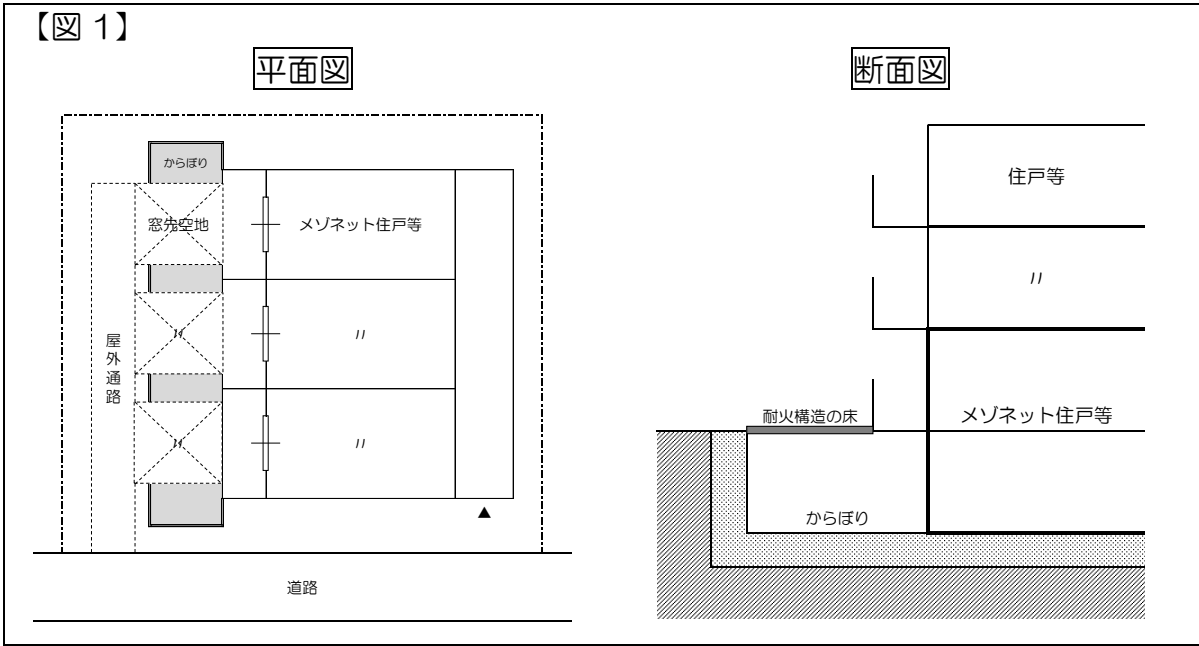 【図 1】
平面図
断面図
からぼり
窓先空地
メゾネット住戸等
〃
〃
〃
〃
屋外通路
▲
道路
住戸等
〃
メゾネット住戸等
耐火構造の床
からぼり